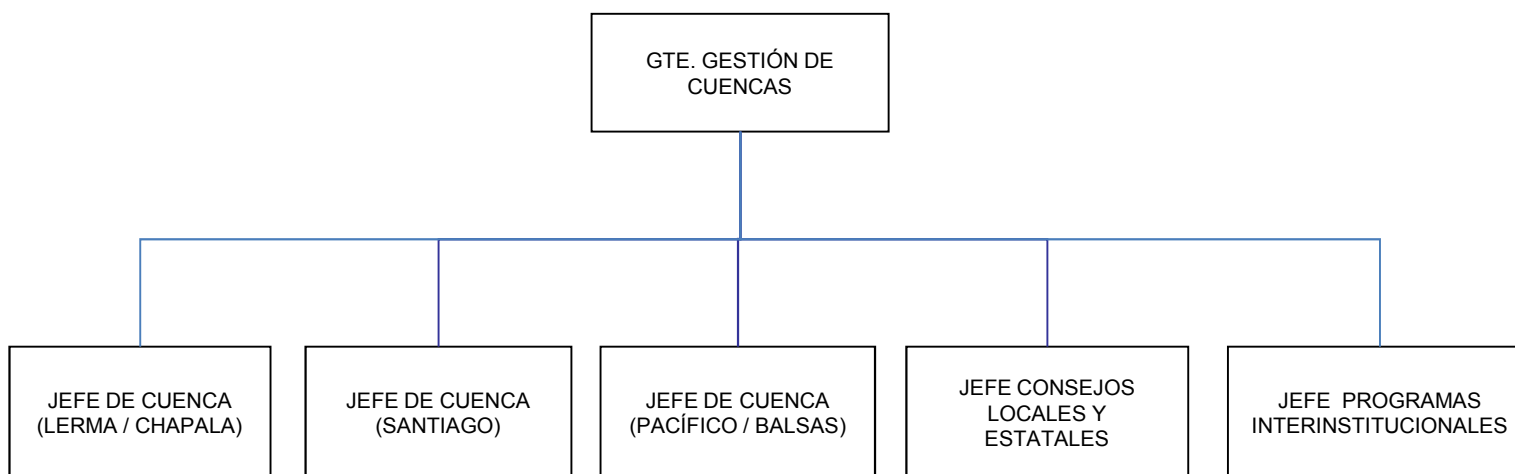 GTE. GESTIÓN DE
CUENCAS
JEFE DE CUENCA
(LERMA / CHAPALA)
JEFE DE CUENCA
(SANTIAGO)
JEFE DE CUENCA
(PACÍFICO / BALSAS)
JEFE CONSEJOS
LOCALES Y
ESTATALES
JEFE  PROGRAMAS
INTERINSTITUCIONALES